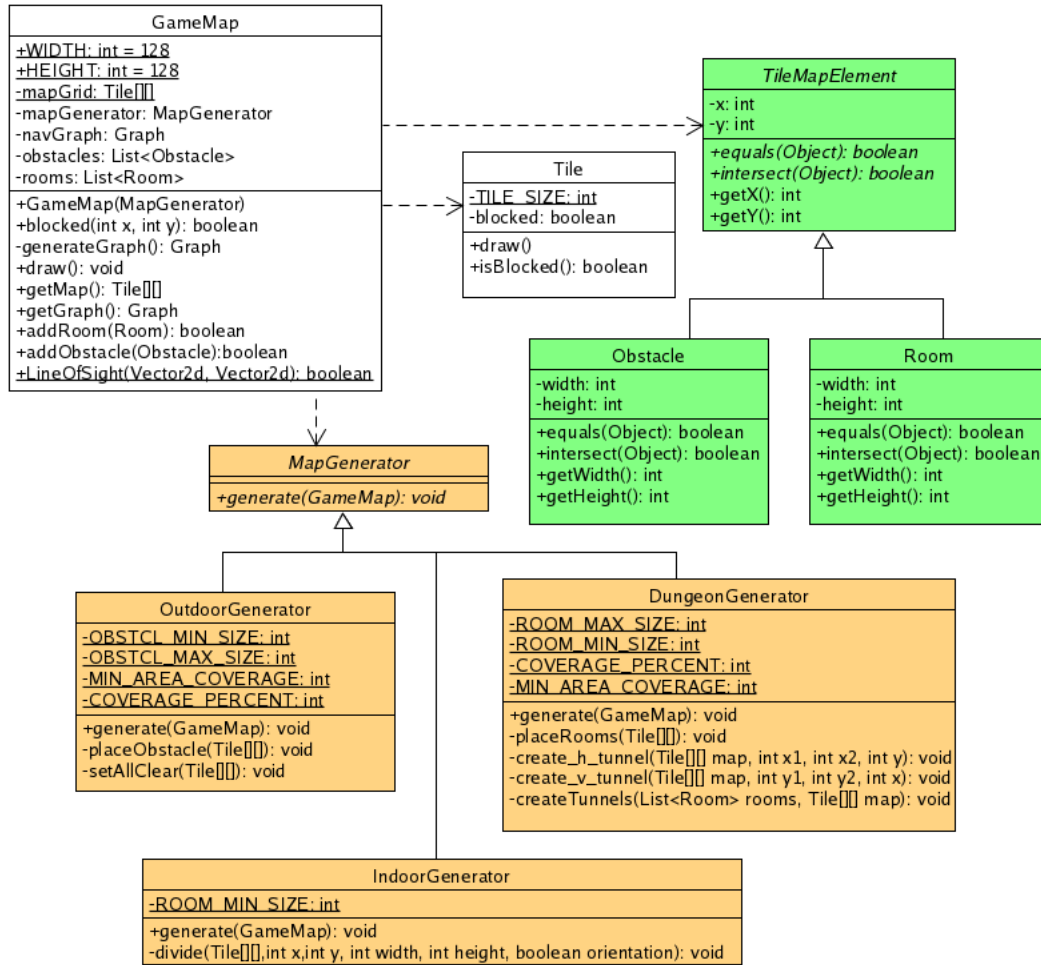 GameMap
+WIDTH: int = 128
+HEIGHT: int = 128
-mapGrid: Tile[][]
-mapGenerator: MapGenerator
-navGraph: Graph
-obstacles: List<Obstacle>
-rooms: List<Room>
+GameMap(MapGenerator)
+blocked(int x, int y): boolean
-generateGraph(): Graph
+draw(): void
+getMap(): Tile[][]
+getGraph(): Graph
+addRoom(Room): boolean
+addObstacle(Obstacle):boolean
+LineOfSight(Vector2d, Vector2d): boolean
Tile
-TILE_SIZE: int
-blocked: boolean
+draw()
+isBlocked(): boolean
TileMapElement
-x: int
-y: int
+equals(Object): boolean
+intersect(Object): boolean
+getX(): int
+getY(): int
Obstacle
-width: int
-height: int
+equals(Object): boolean
+intersect(Object): boolean
+getWidth(): int
+getHeight(): int
Room
-width: int
-height: int
+equals(Object): boolean
+intersect(Object): boolean
+getWidth(): int
+getHeight(): int
MapGenerator
+generate(GameMap): void
OutdoorGenerator
-OBSTCL_MIN_SIZE: int
-OBSTCL_MAX_SIZE: int
-MIN_AREA_COVERAGE: int
-COVERAGE_PERCENT: int
+generate(GameMap): void
-placeObstacle(Tile[][]): void
-setAllClear(Tile[][]): void
DungeonGenerator
-ROOM_MAX_SIZE: int
-ROOM_MIN_SIZE: int
-COVERAGE_PERCENT: int
-MIN_AREA_COVERAGE: int
+generate(GameMap): void
-placeRooms(Tile[][]): void
-create_h_tunnel(Tile[][] map, int x1, int x2, int y): void
-create_v_tunnel(Tile[][] map, int y1, int y2, int x): void
-createTunnels(List<Room> rooms, Tile[][] map): void
IndoorGenerator
-ROOM_MIN_SIZE: int
+generate(GameMap): void
-divide(Tile[][],int x,int y, int width, int height, boolean orientation): void